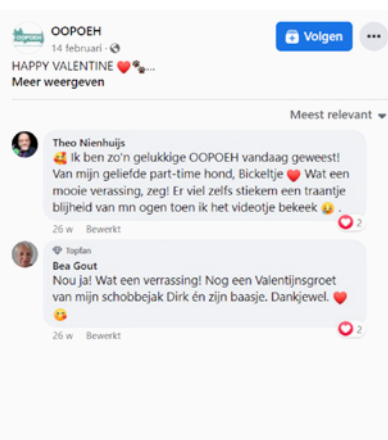 OOPOEH
14 februari
Volgen
HAPPY VALENTINE ❤️🐾....
Meer weergeven
Meest relevant
Theo Nienhuijs
🥰 Ik ben zo'n gelukkige OOPOEH vandaag geweest!
Van mijn geliefde part-time hond, Bickeltje ❤️ Wat een
mooie verassing, zeg! Er viel zelfs stiekem een traantje
blijheid van mn ogen toen ik het videotje bekeek 🥲 .
26 w Bewerkt
2
Topfan
Bea Gout
Nou ja! Wat een verrassing! Nog een Valentijnsgroet
van mijn schobbejak Dirk én zijn baasje. Dankjewel. ❤️
😘
26 w Bewerkt
2